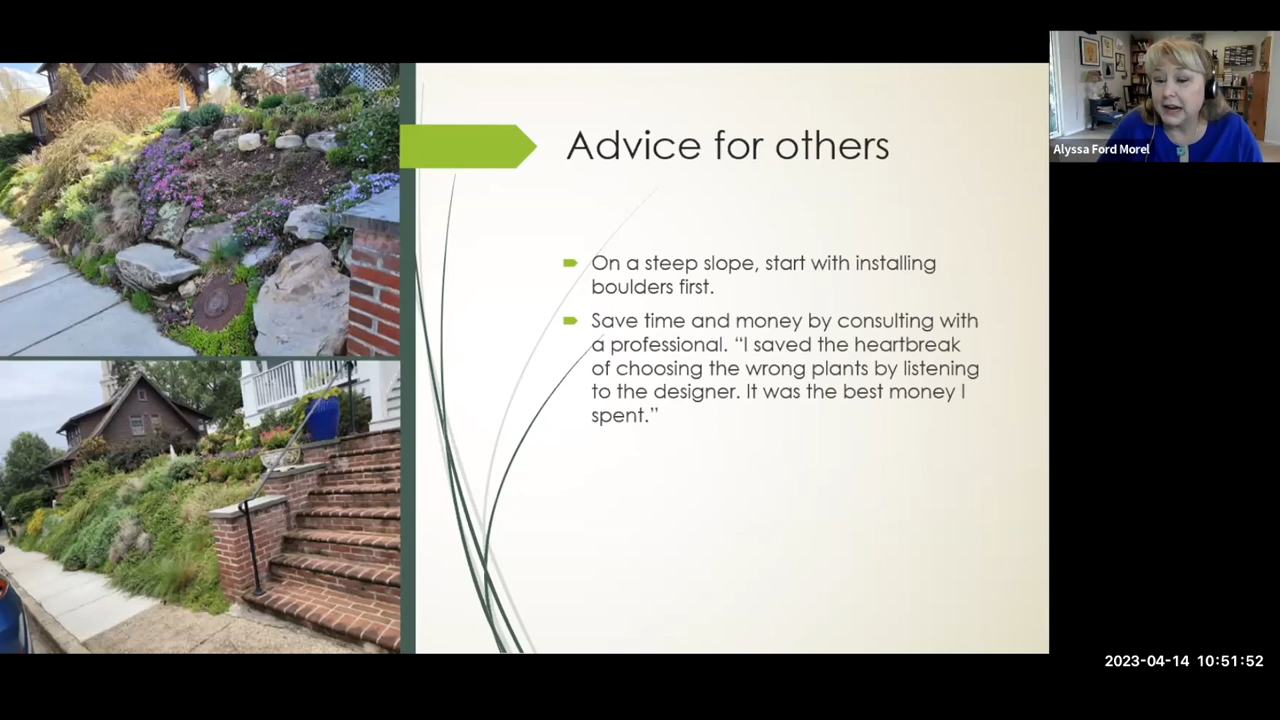 Advice for others
On a steep slope, start with installing
boulders first.
Save time and money by consulting with
a professional. “I saved the heartbreak
of choosing the wrong plants by listening
to the designer. It was the best money I
spent.”
Alyssa Ford Morel
2023-04-14 10:51:52